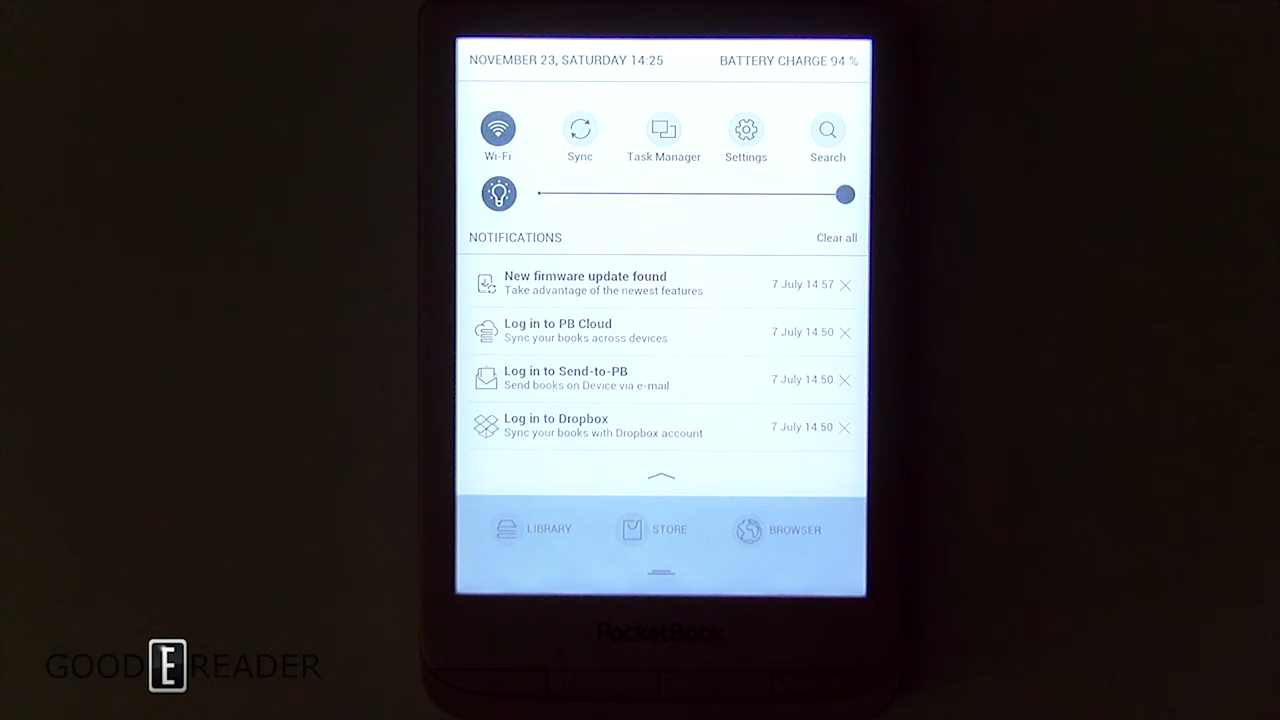 NOVEMBER 23, SATURDAY 14:25 BATTERY CHARGE 94 %
Wi-Fi Sync Task Manager Settings Search
NOTIFICATIONS Clear all
New firmware update found
Take advantage of the newest features 7 July 14:57
Log in to PB Cloud
Sync your books across devices 7 July 14:50
Log in to Send-to-PB
Send books on Device via e-mail 7 July 14:50
Log in to Dropbox
Sync your books with Dropbox account 7 July 14:50
LIBRARY STORE BROWSER
PocketBook
GOOD E READER